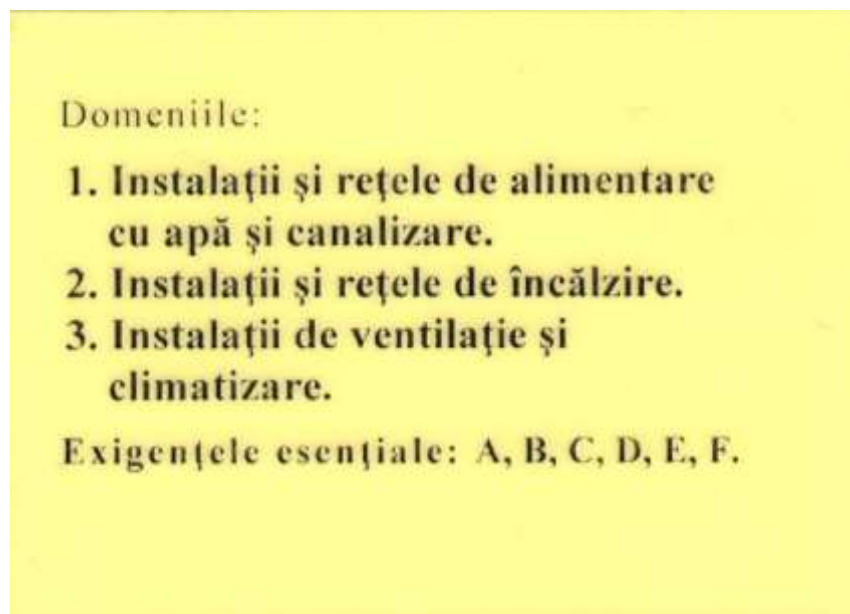 Domeniile:
1. Instalații și rețele de alimentare
cu apă și canalizare.
2. Instalații și rețele de încălzire.
3. Instalații de ventilație și
climatizare.
Exigențele esențiale: A, B, C, D, E, F.